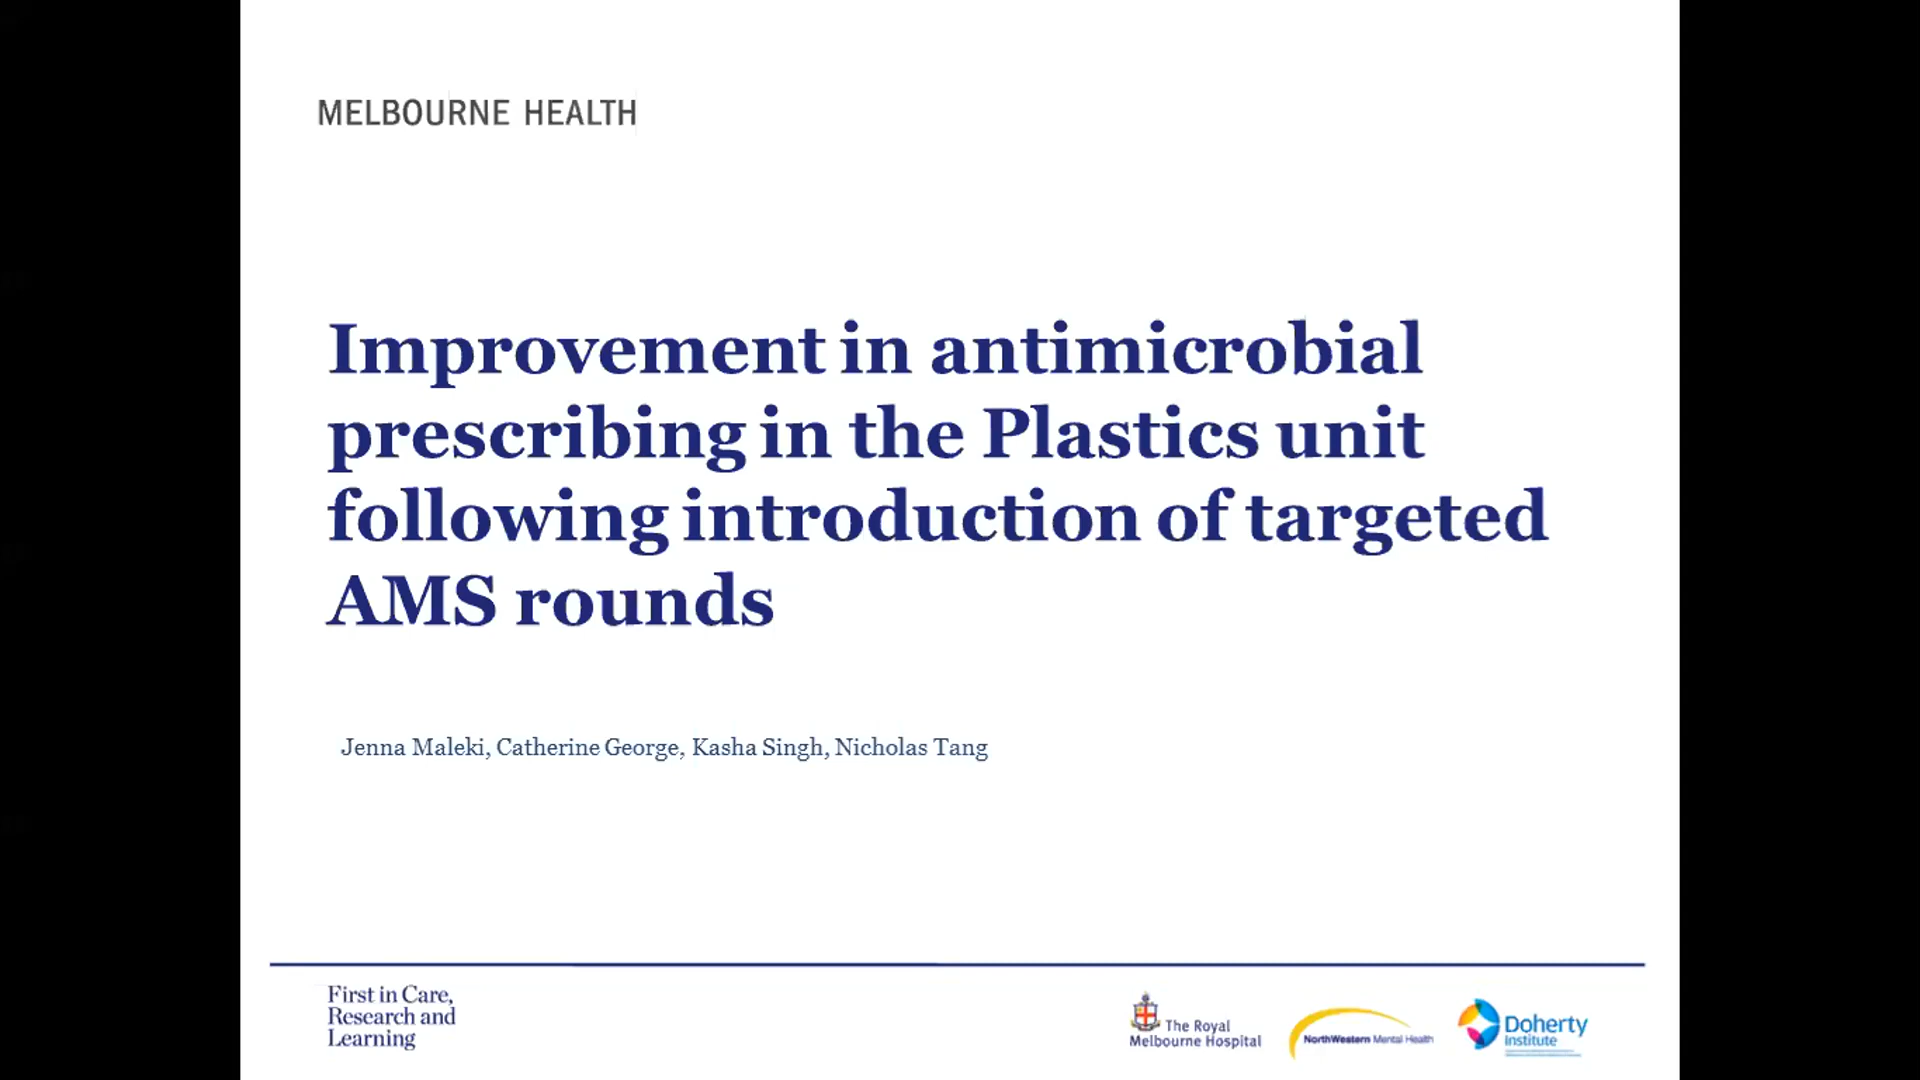 MELBOURNE HEALTH
Improvement in antimicrobial
prescribing in the Plastics unit
following introduction of targeted
AMS rounds
Jenna Maleki, Catherine George, Kasha Singh, Nicholas Tang
First in Care,
Research and
Learning
The Royal
Melbourne Hospital
NorthWestern Mental Health
Doherty
Institute